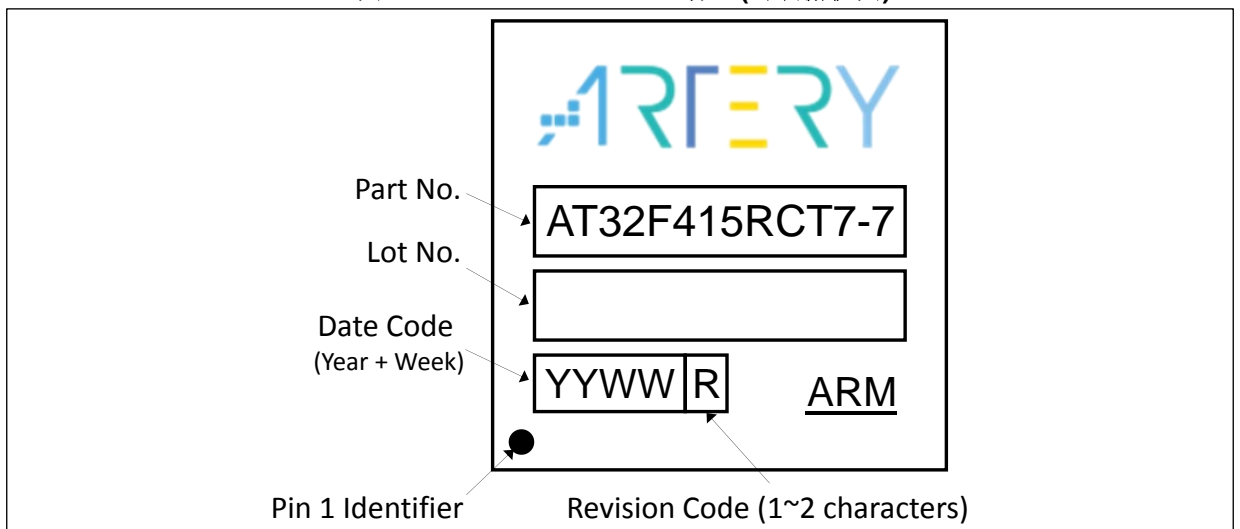 ARTERY
Part No.
AT32F415RCT7-7
Lot No.
Date Code
(Year + Week)
YYWW R
ARM
Pin 1 Identifier
Revision Code (1~2 characters)